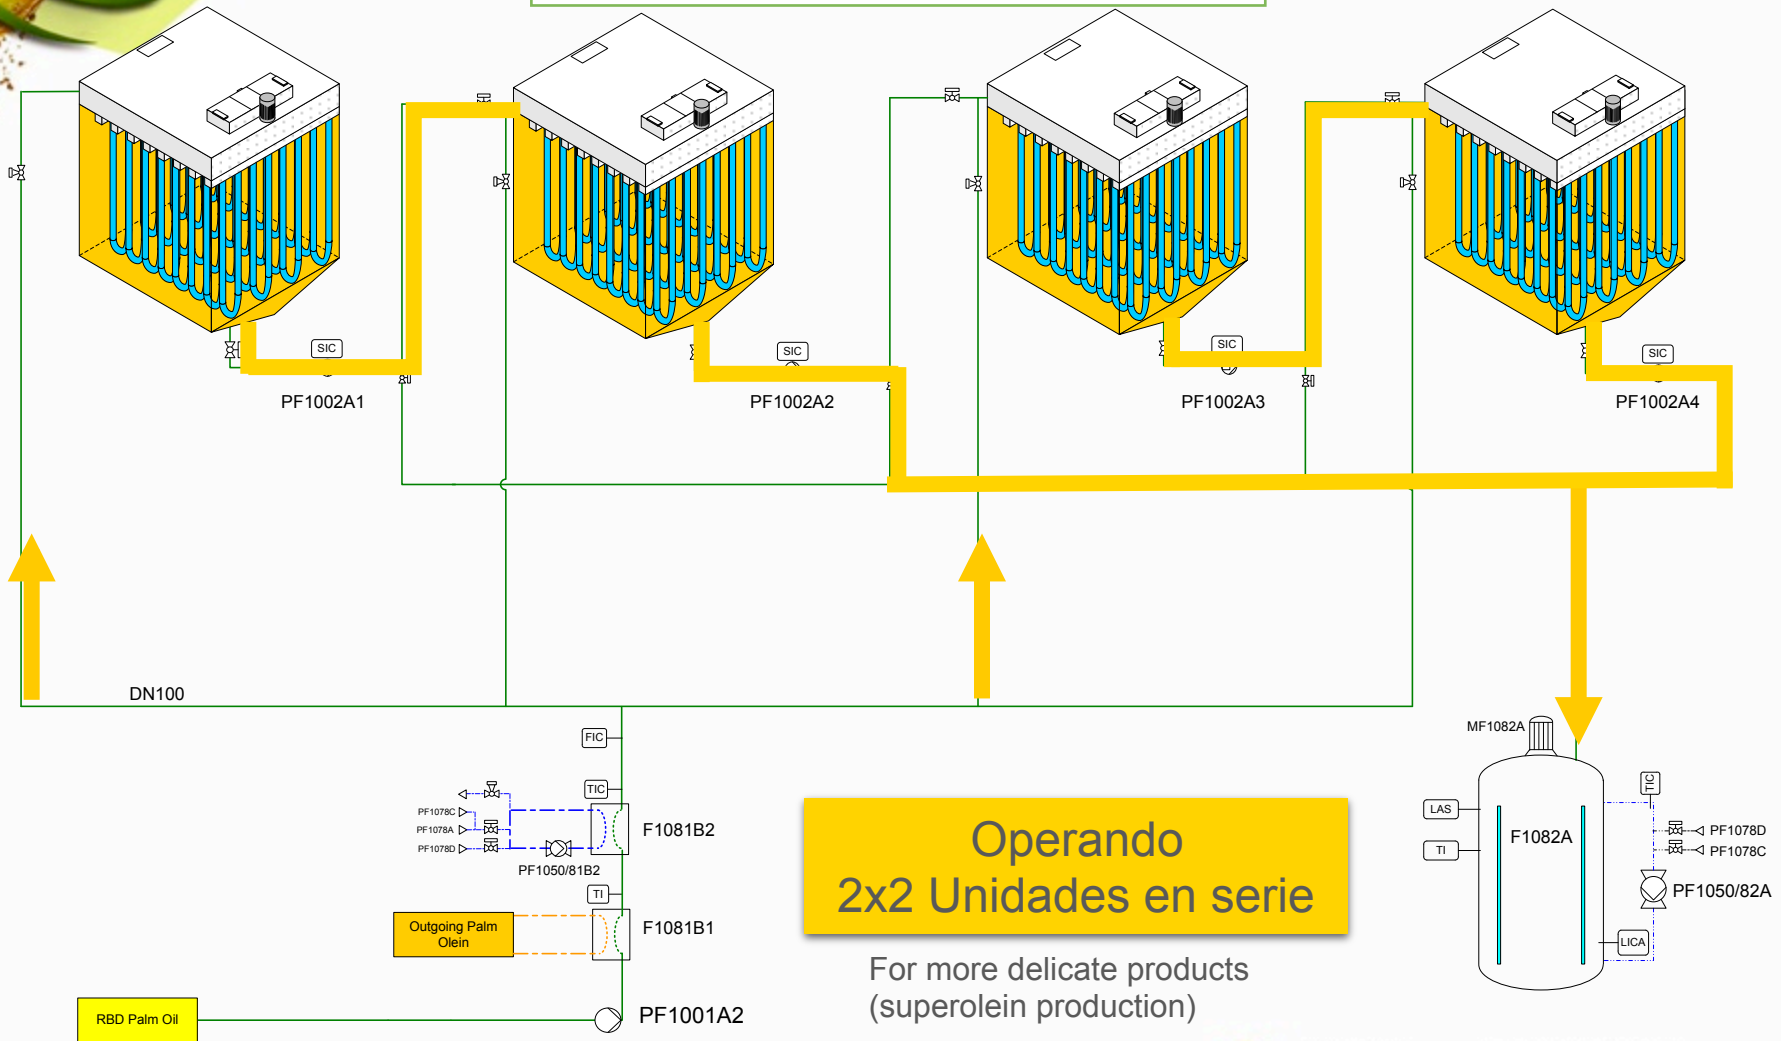 SIC
SIC
SIC
SIC
PF1002A1
PF1002A2
PF1002A3
PF1002A4
DN100
FIC
TIC
PF1078C
PF1078A
PF1078D
PF1050/81B2
F1081B2
TI
Outgoing Palm
Olein
F1081B1
RBD Palm Oil
PF1001A2
Operando
2x2 Unidades en serie
For more delicate products
(superolein production)
MF1082A
LAS
TI
F1082A
TIC
PF1078D
PF1078C
PF1050/82A
LICA